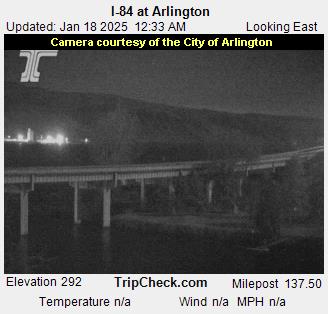 I-84 at Arlington
Updated: Jan 18 2025 12:33 AM Looking East
Camera courtesy of the City of Arlington
Elevation 292 TripCheck.com Milepost 137.50
Temperature n/a Wind n/a MPH n/a